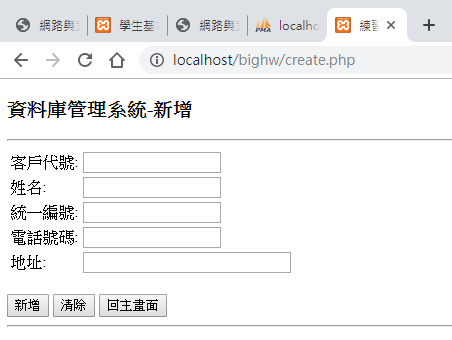 網路與
學生基
網路與
localho
練習
localhost/bighw/create.php
資料庫管理系統-新增
客戶代號:
姓名:
統一編號:
電話號碼:
地址:
新增 清除 回主畫面